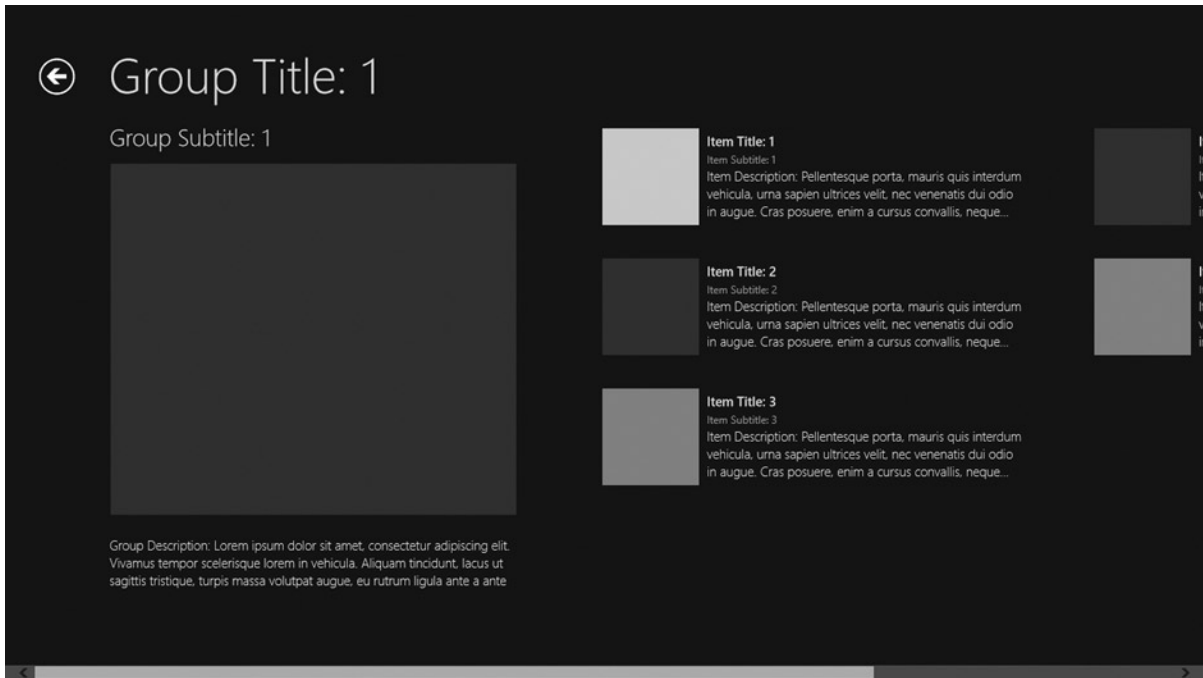 Group Title: 1
Group Subtitle: 1
Group Description: Lorem ipsum dolor sit amet, consectetur adipiscing elit.
Vivamus tempor scelerisque lorem in vehicula. Aliquam tincidunt, lacus ut
sagittis tristique, turpis massa volutpat augue, eu rutrum ligula ante a ante
Item Title: 1
Item Subtitle: 1
Item Description: Pellentesque porta, mauris quis interdum
vehicula, urna sapien ultrices velit, nec venenatis dui odio
in augue. Cras posuere, enim a cursus convallis, neque...
Item Title: 2
Item Subtitle: 2
Item Description: Pellentesque porta, mauris quis interdum
vehicula, urna sapien ultrices velit, nec venenatis dui odio
in augue. Cras posuere, enim a cursus convallis, neque...
Item Title: 3
Item Subtitle: 3
Item Description: Pellentesque porta, mauris quis interdum
vehicula, urna sapien ultrices velit, nec venenatis dui odio
in augue. Cras posuere, enim a cursus convallis, neque...